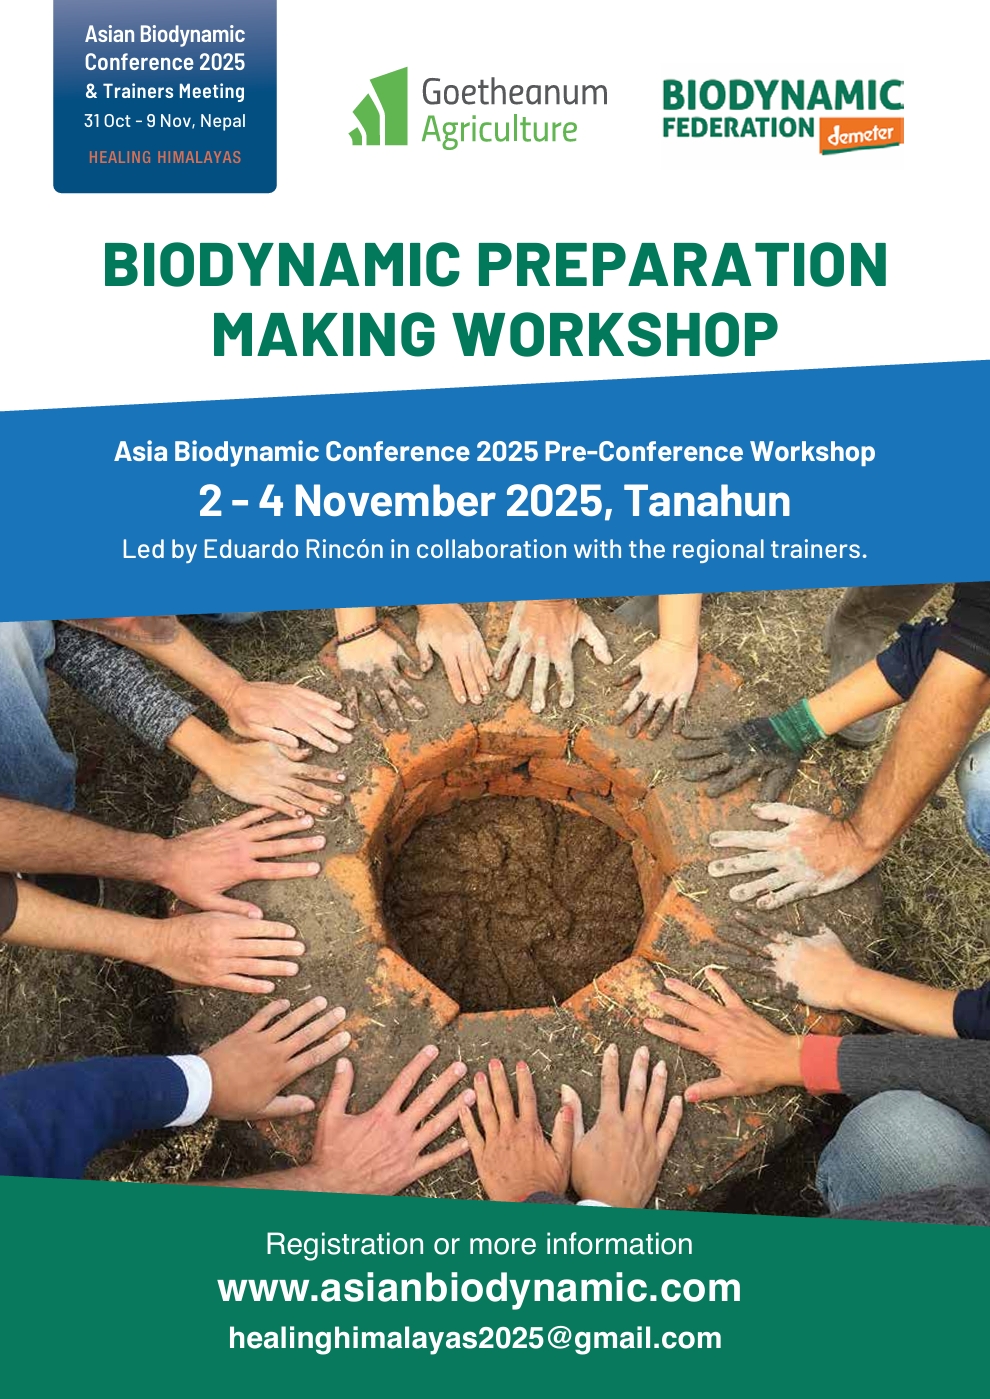 Asian Biodynamic
Conference 2025
& Trainers Meeting
31 Oct - 9 Nov, Nepal
HEALING HIMALAYAS
Goetheanum
Agriculture
BIODYNAMIC
FEDERATION
demeter
BIODYNAMIC PREPARATION
MAKING WORKSHOP
Asia Biodynamic Conference 2025 Pre-Conference Workshop
2 - 4 November 2025, Tanahun
Led by Eduardo Rincón in collaboration with the regional trainers.
Registration or more information
www.asianbiodynamic.com
healinghimalayas2025@gmail.com